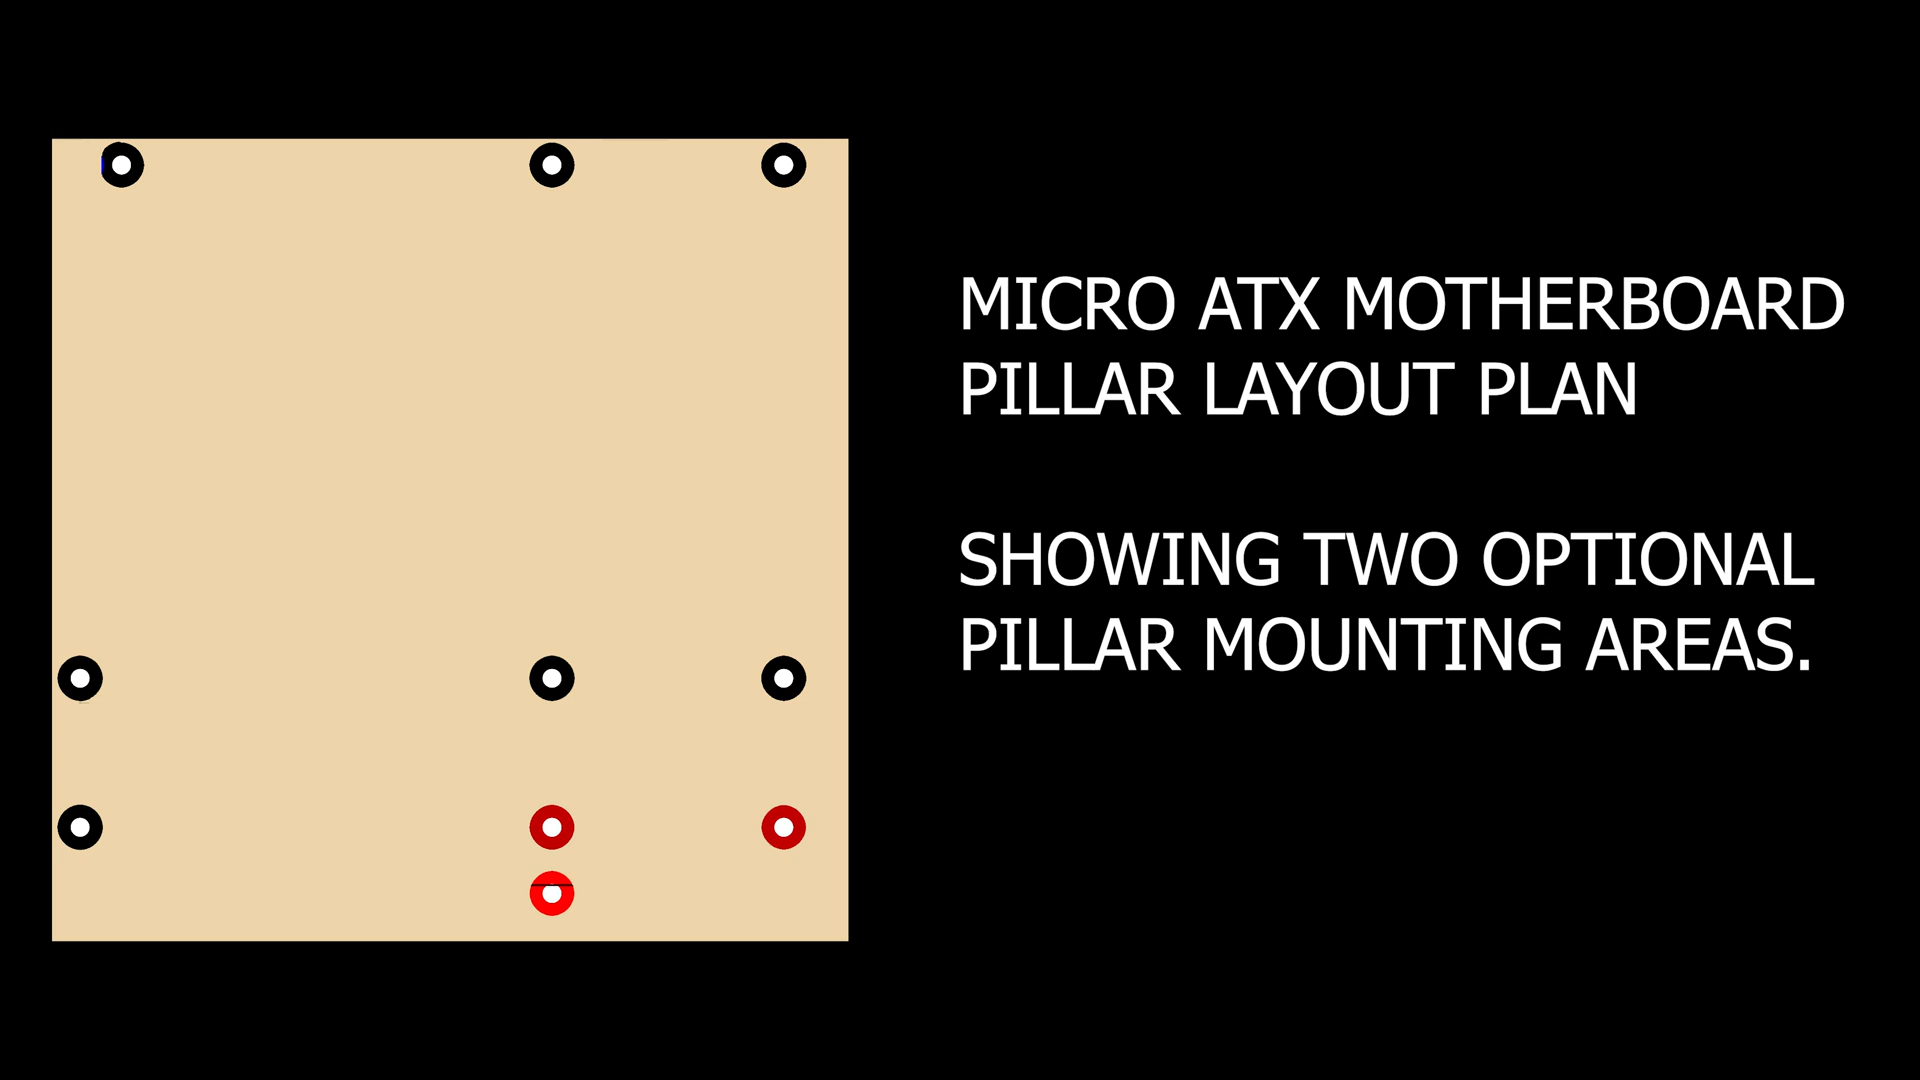 MICRO ATX MOTHERBOARD
PILLAR LAYOUT PLAN
SHOWING TWO OPTIONAL
PILLAR MOUNTING AREAS.